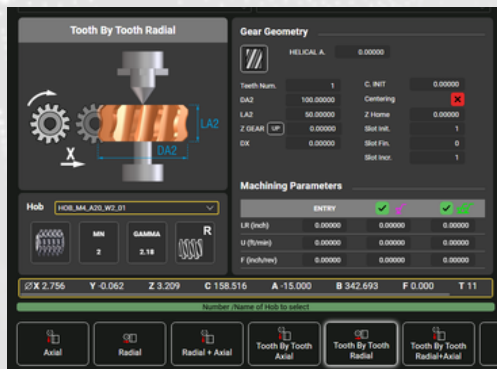 Tooth By Tooth Radial
LA2
DA2
X
Gear Geometry
HELICAL A. 0.00000
Teeth Num. 1
C. INIT 0.00000
DA2 100.00000
Centering
LA2 50.00000
Z Home 0.00000
Z GEAR UP 0.00000
Slot Init. 1
DX 0.00000
Slot Fin. 0
Slot Incr. 1
Machining Parameters
ENTRY
LR (inch) 0.00000 0.00000 0.00000
U (ft/min) 0.00000 0.00000 0.00000
F (inch/rev) 0.00000 0.00000 0.00000
Hob HOB_M4_A20_W2_01
MN
2
GAMMA
2.18
R
ØX 2.756 Y -0.062 Z 3.209 C 158.516 A -15.000 B 342.693 F 0.000 T 11
Number /Name of Hob to select
Axial
Radial
Radial + Axial
Tooth By Tooth
Axial
Tooth By Tooth
Radial
Tooth By Tooth
Radial+Axial